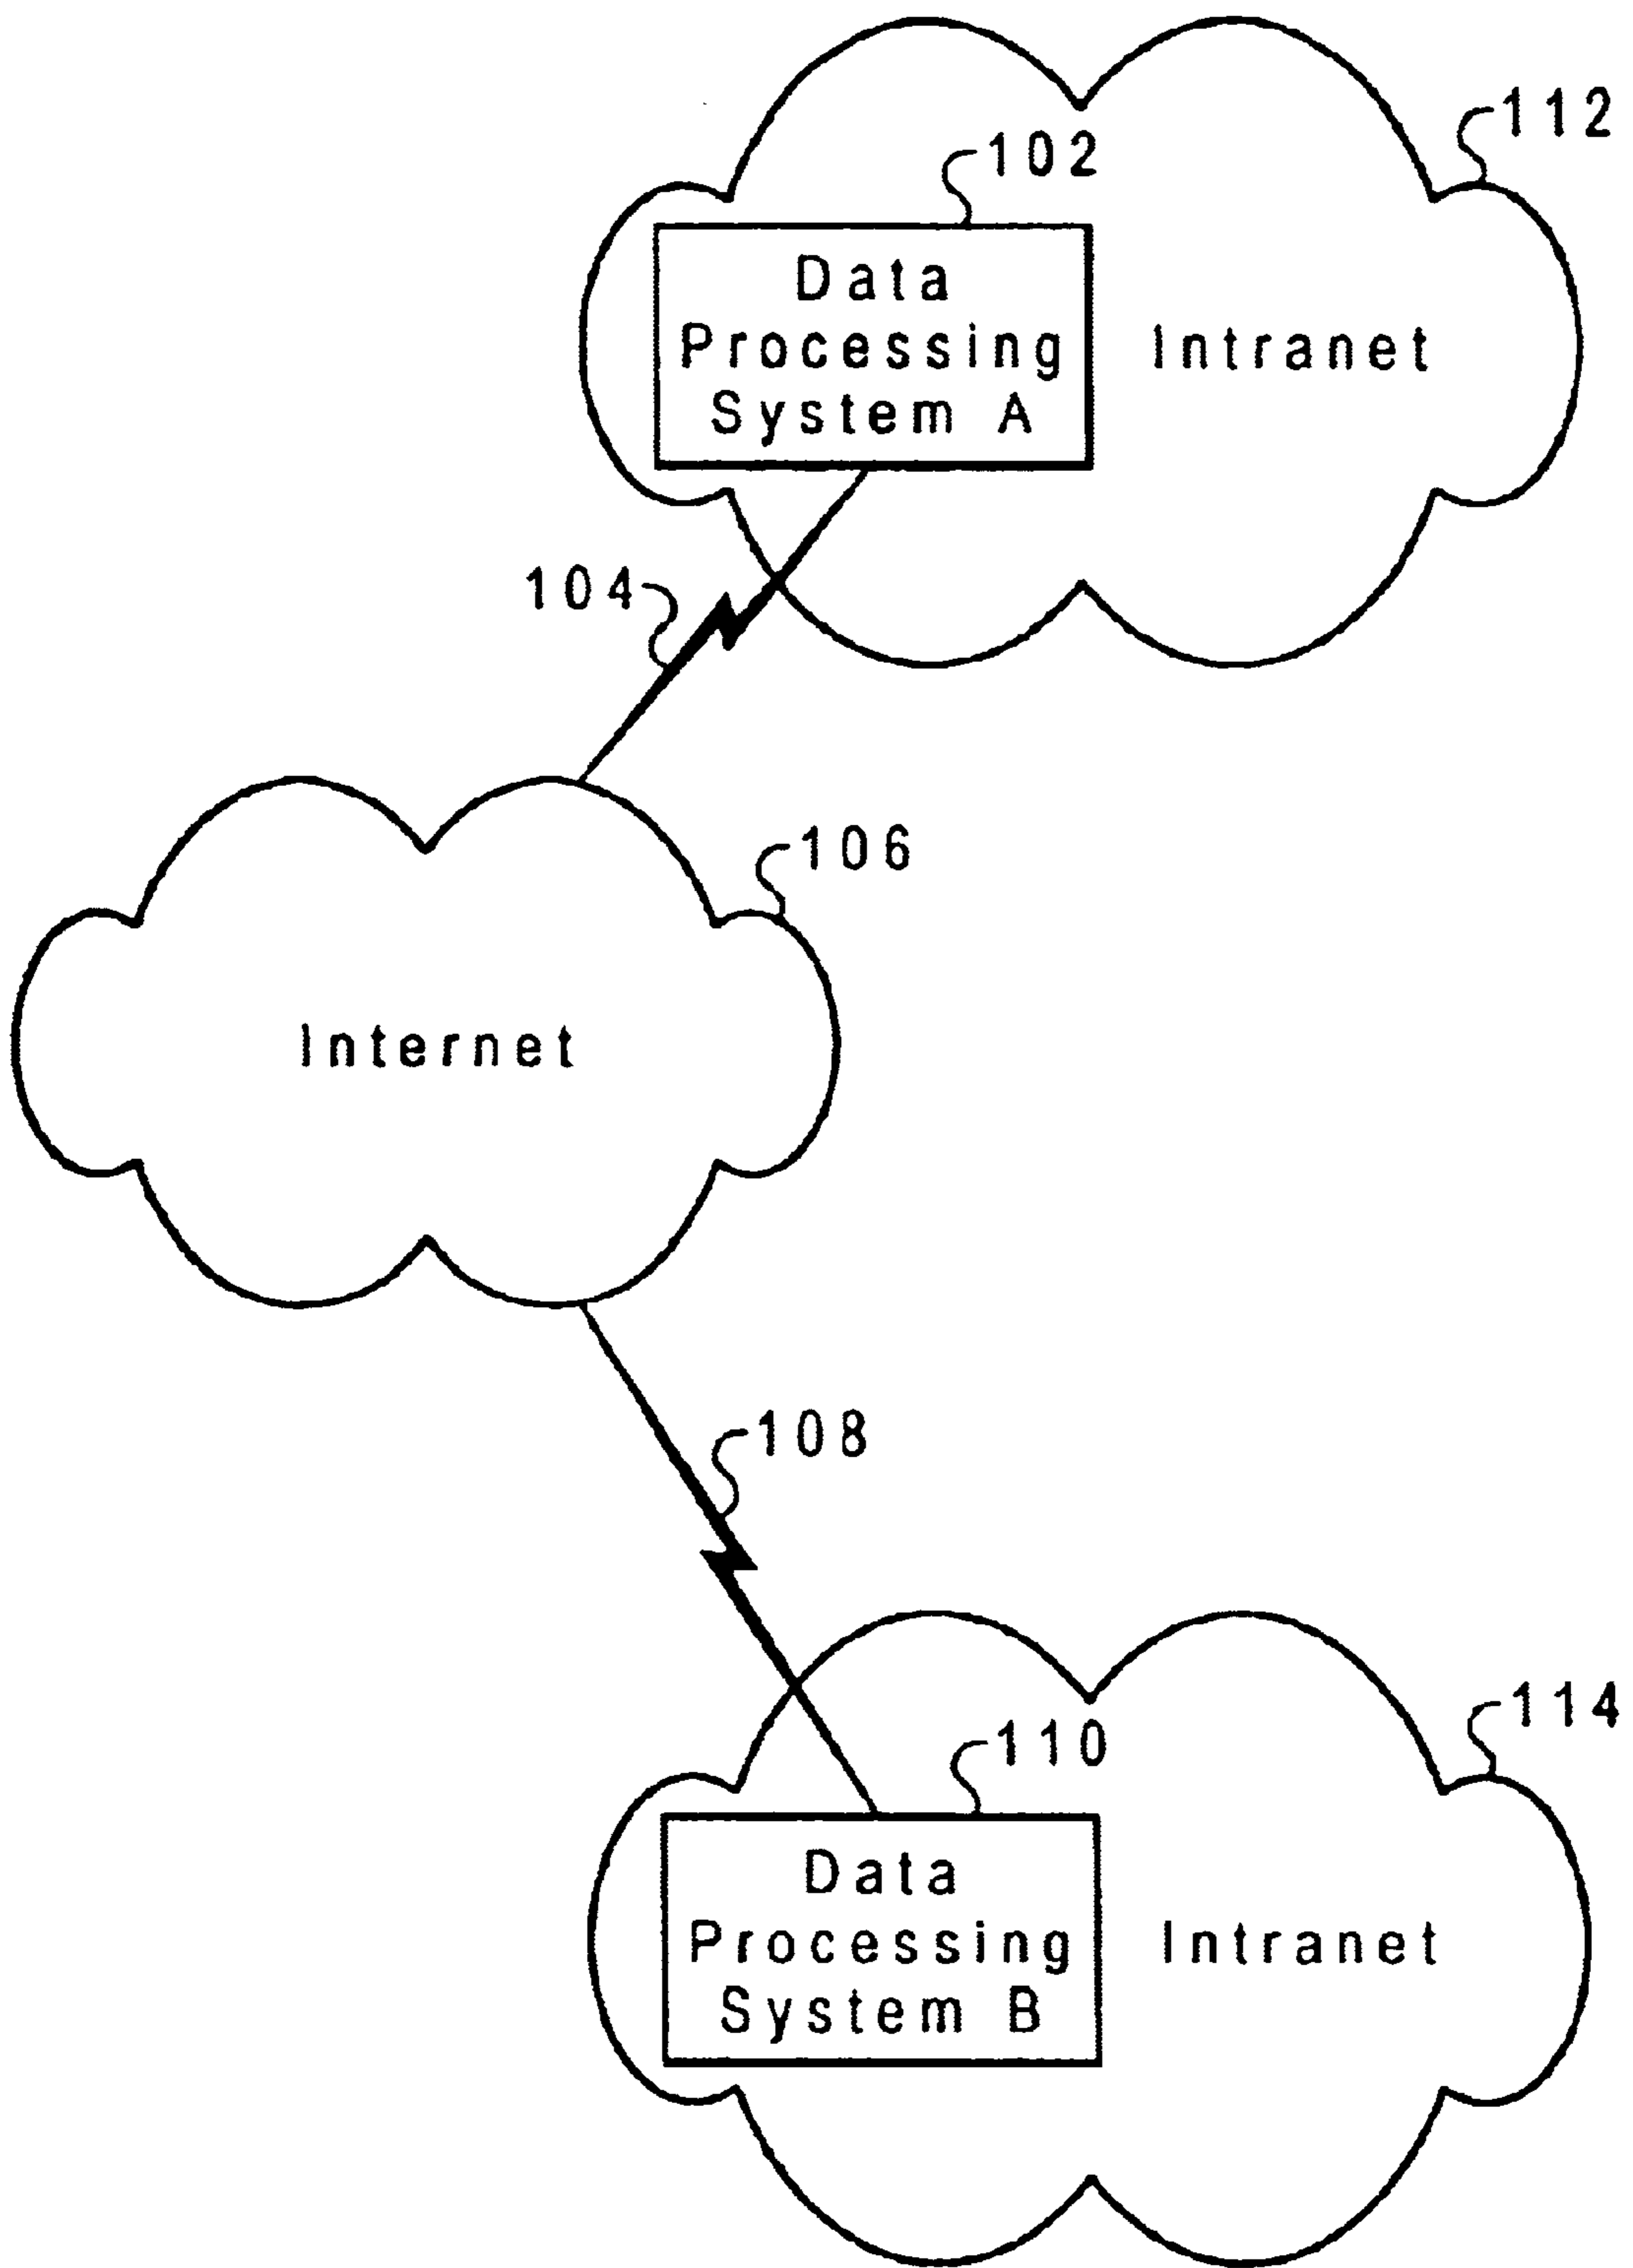 112
102
Data
Processing
System A
Intranet
104
106
Internet
108
114
110
Data
Processing
System B
Intranet